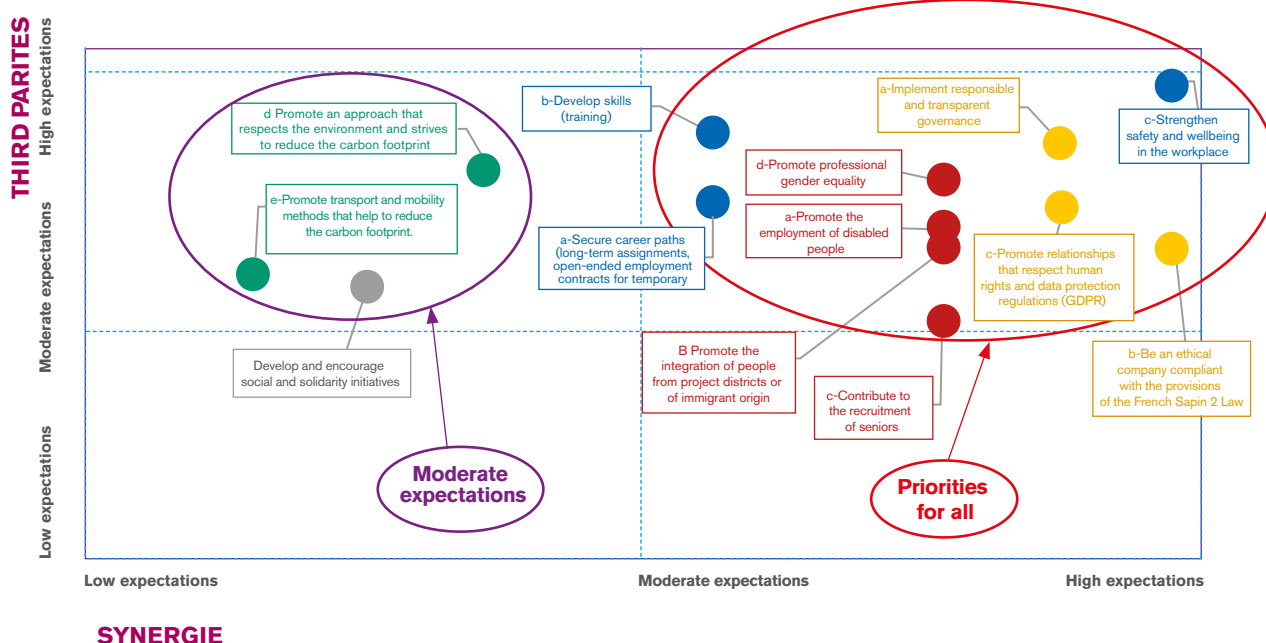 THIRD PARITES
High expectations
Moderate expectations
Low expectations
d Promote an approach that
respects the environment and strives
to reduce the carbon footprint
e-Promote transport and mobility
methods that help to reduce
the carbon footprint.
Develop and encourage
social and solidarity initiatives
Moderate
expectations
b-Develop skills
(training)
a-Secure career paths
(long-term assignments,
open-ended employment
contracts for temporary
d-Promote professional
gender equality
a-Promote the
employment of disabled
people
B Promote the
integration of people
from project districts or
of immigrant origin
c-Contribute to
the recruitment
of seniors
a-Implement responsible
and transparent
governance
c-Promote relationships
that respect human
rights and data protection
regulations (GDPR)
c-Strengthen
safety and wellbeing
in the workplace
b-Be an ethical
company compliant
with the provisions
of the French Sapin 2 Law
Priorities
for all
Low expectations
Moderate expectations
High expectations
SYNERGIE